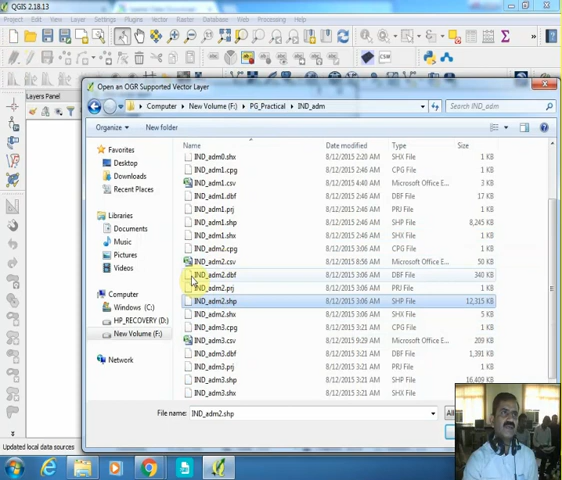 QGIS 2.18.13
Project Edit View Layer Settings Plugins Vector Raster Database Web Processing Help
Layers Panel
Open an OGR Supported Vector Layer
Computer New Volume (F:) PG_Practical IND_adm
Search IND_adm
Organize New folder
Name Date modified Type Size
Favorites
Desktop
Downloads
Recent Places
Libraries
Documents
Music
Pictures
Videos
Computer
Windows (C:)
HP_RECOVERY (D:)
New Volume (F:)
Network
IND_adm0.shx 8/12/2015 2:20 AM SHX File 1 KB
IND_adm1.cpg 8/12/2015 2:46 AM CPG File 1 KB
IND_adm1.csv 8/12/2015 4:40 AM Microsoft Office E... 3 KB
IND_adm1.dbf 8/12/2015 2:46 AM DBF File 17 KB
IND_adm1.prj 8/12/2015 2:46 AM PRJ File 1 KB
IND_adm1.shp 8/12/2015 2:46 AM SHP File 8,245 KB
IND_adm1.shx 8/12/2015 2:46 AM SHX File 1 KB
IND_adm2.cpg 8/12/2015 3:06 AM CPG File 1 KB
IND_adm2.csv 8/12/2015 8:56 AM Microsoft Office E... 50 KB
IND_adm2.dbf 8/12/2015 3:06 AM DBF File 340 KB
IND_adm2.prj 8/12/2015 3:06 AM PRJ File 1 KB
IND_adm2.shp 8/12/2015 3:06 AM SHP File 12,315 KB
IND_adm2.shx 8/12/2015 3:06 AM SHX File 5 KB
IND_adm3.cpg 8/12/2015 3:21 AM CPG File 1 KB
IND_adm3.csv 8/12/2015 9:29 AM Microsoft Office E... 209 KB
IND_adm3.dbf 8/12/2015 3:21 AM DBF File 1,391 KB
IND_adm3.prj 8/12/2015 3:21 AM PRJ File 1 KB
IND_adm3.shp 8/12/2015 3:21 AM SHP File 16,409 KB
IND_adm3.shx 8/12/2015 3:21 AM SHX File
File name: IND_adm2.shp
All
Updated local data sources